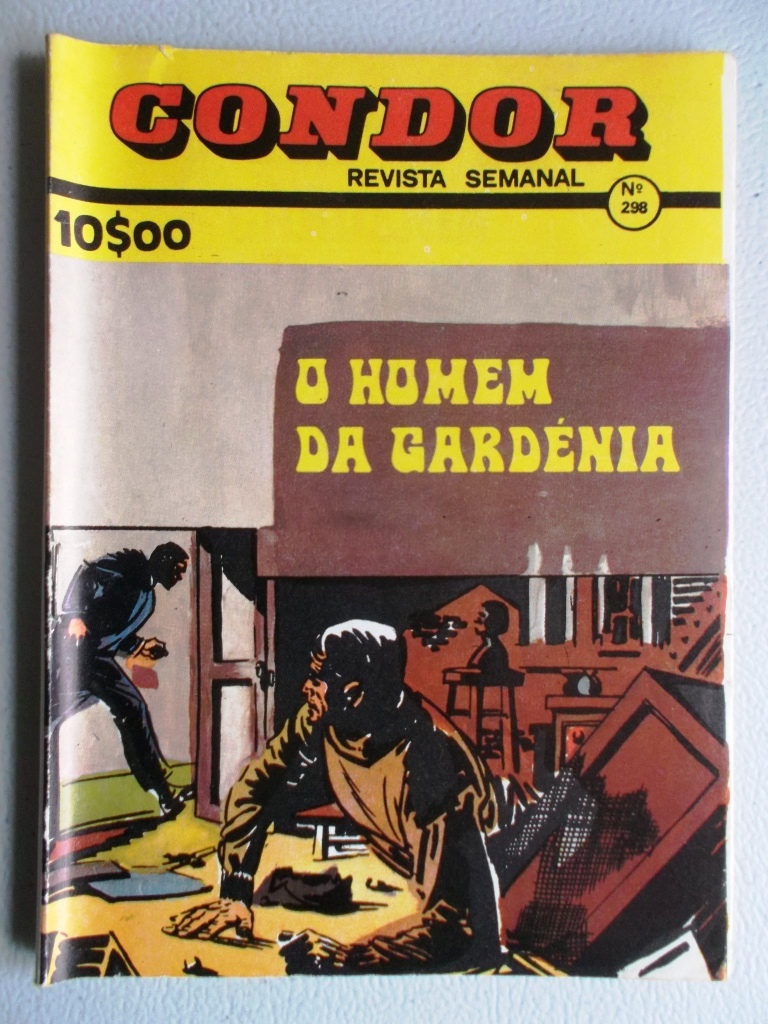 CONDOR
REVISTA SEMANAL
Nº
298
10$00
O HOMEM
DA GARDÉNIA